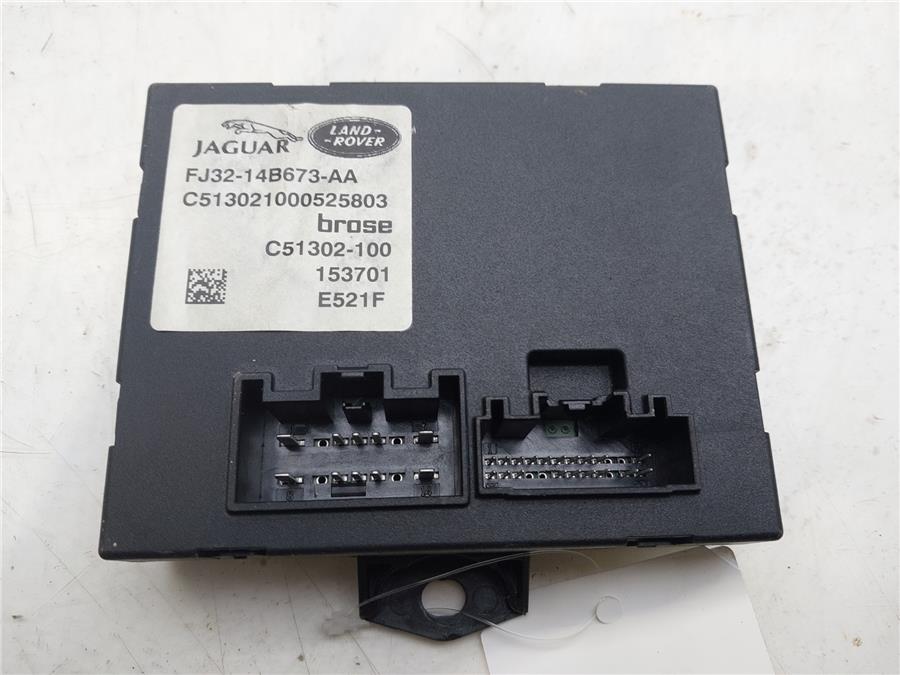 JAGUAR
LAND-
-ROVER
FJ32-14B673-AA
C513021000525803
brose
C51302-100
153701
E521F